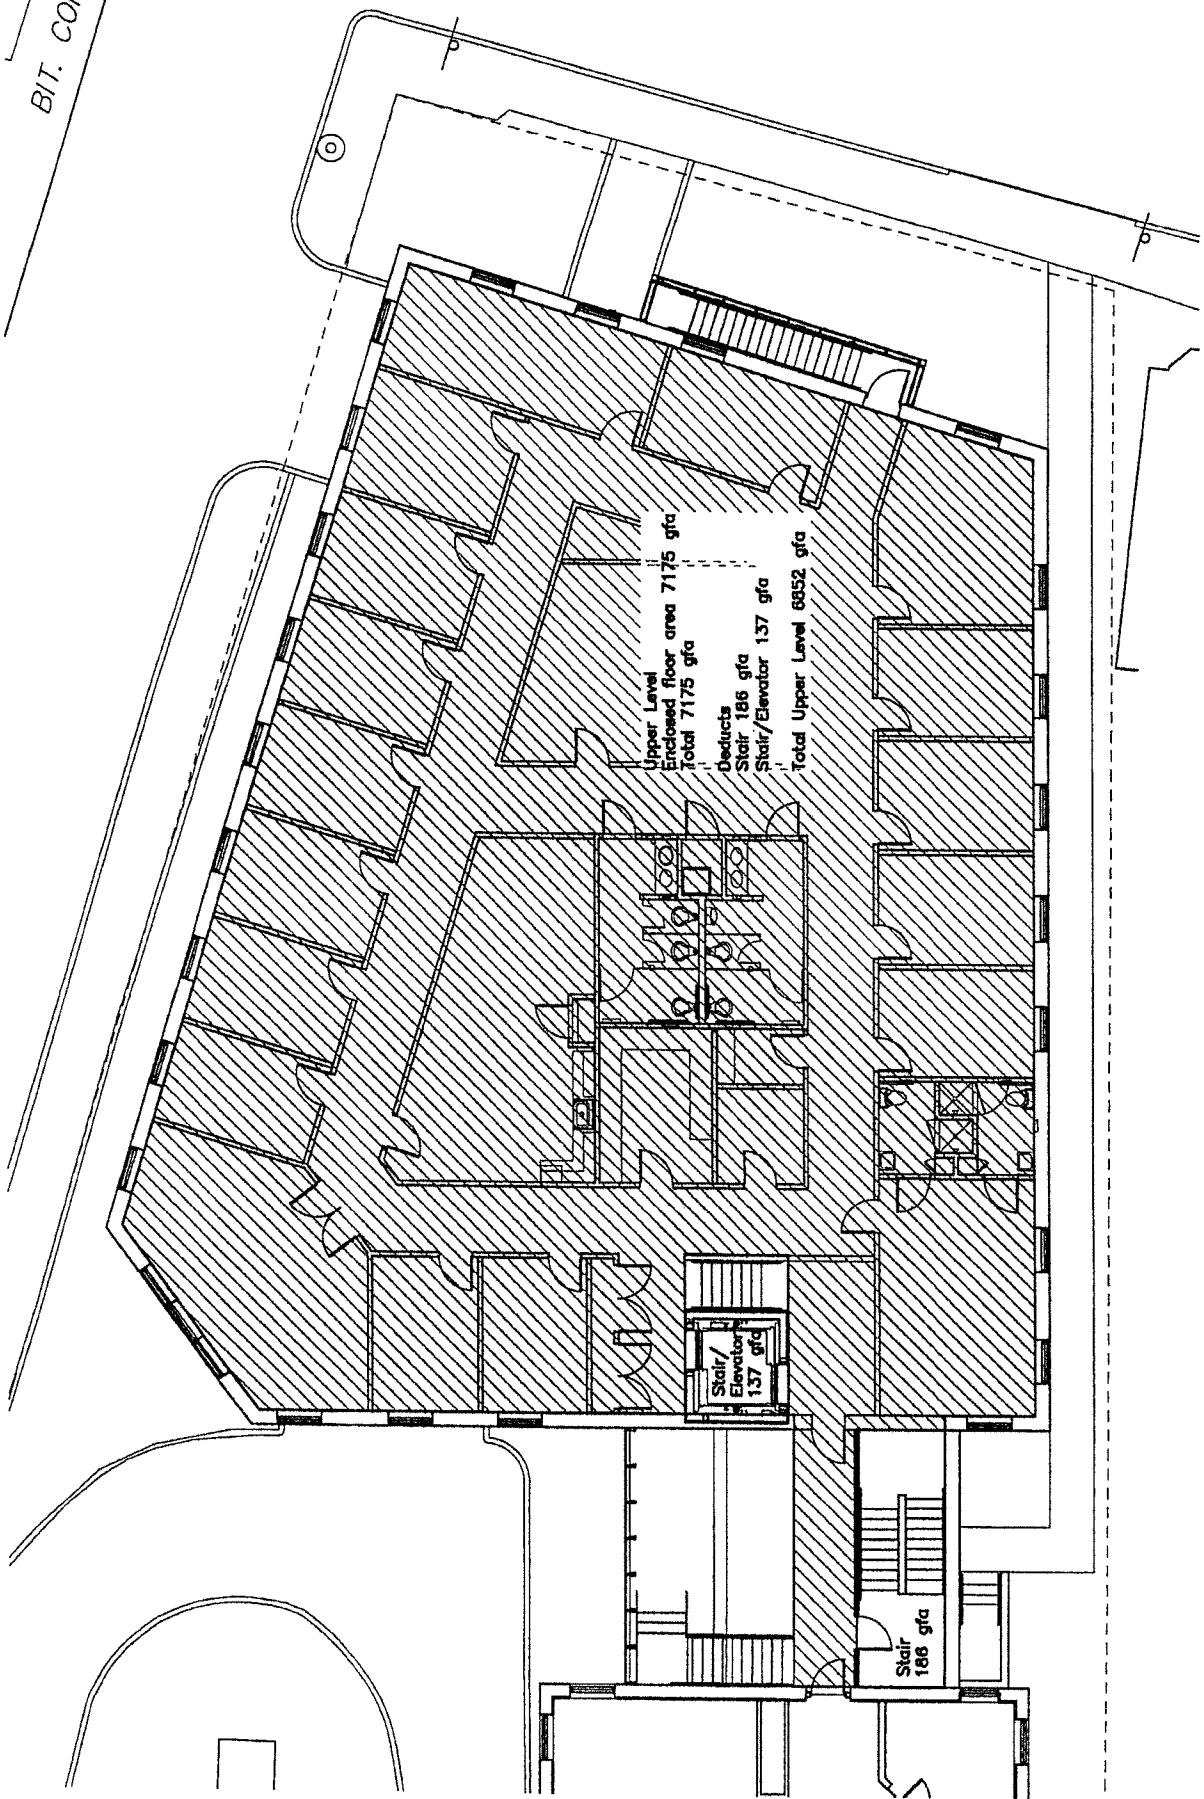 BIT. CO
Upper Level
Enclosed floor area 7175 gfa
Total 7175 gfa
Deducts
Stair 186 gfa
Stair/Elevator 137 gfa
Total Upper Level 6852 gfa
Stair/
Elevator
137 gfa
Stair
186 gfa